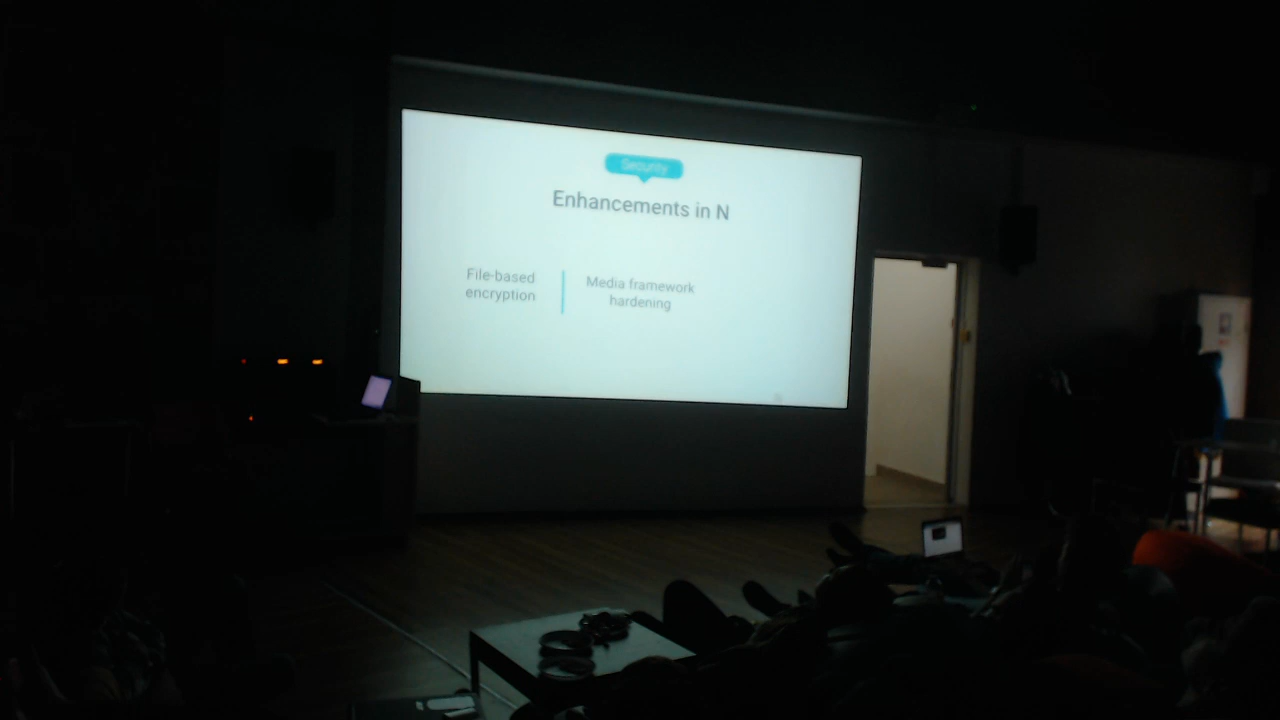 Security
Enhancements in N
File-based
encryption
Media framework
hardening